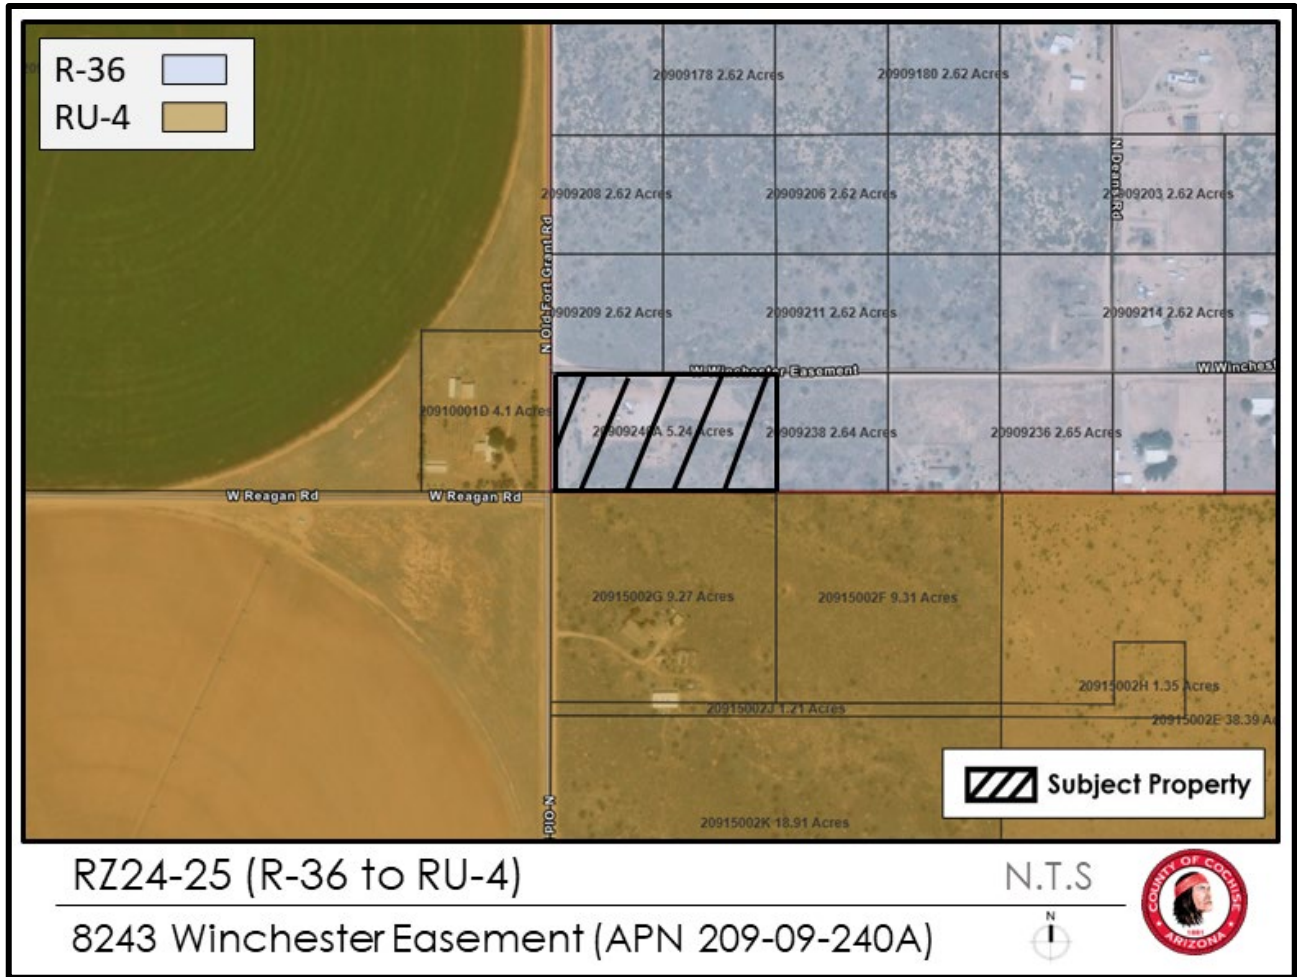 R-36
RU-4
20909178 2.62 Acres
20909180 2.62 Acres
N Deans Rd
20909208 2.62 Acres
20909206 2.62 Acres
09203 2.62 Acres
N Old Fort Grant Rd
0909209 2.62 Acres
20909211 2.62 Acres
20909214 2.62 Acres
W Winchester Easement
W Winchest
20910001D 4.1 Acres
20909240A 5.24 Acres
20909238 2.64 Acres
20909236 2.65 Acres
W Reagan Rd
W Reagan Rd
20915002G 9.27 Acres
20915002F 9.31 Acres
20915002H 1.35 Acres
20915002J 1.21 Acres
20915002E 38.39 Ac
Subject Property
20915002K 18.91 Acres
RZ24-25 (R-36 to RU-4)
N.T.S
8243 Winchester Easement (APN 209-09-240A)
N
COUNTY OF COCHISE
1881
ARIZONA